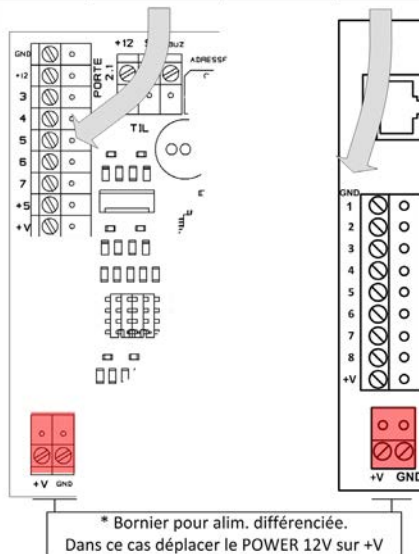 +12
BUZ
ADRESSE
GND
+12
3
4
5
6
7
+5
+V
PORTE
2.1
TIL
GND
1
2
3
4
5
6
7
8
+V
+V GND
+V GND
* Bornier pour alim. différenciée.
Dans ce cas déplacer le POWER 12V sur +V